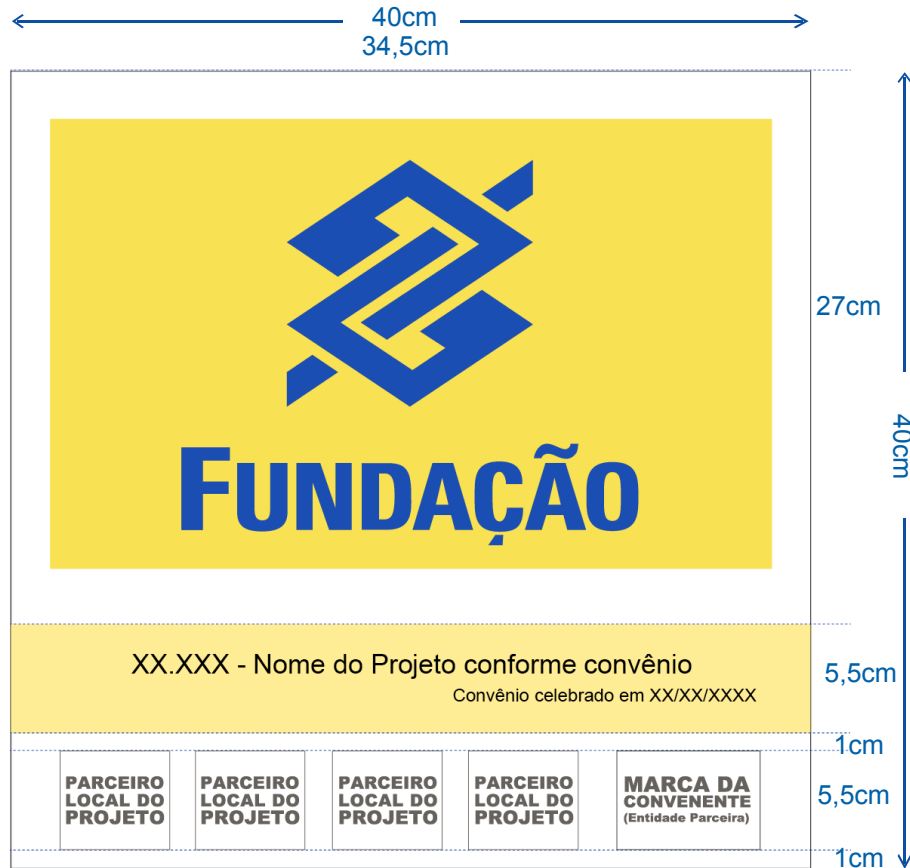 40cm
34,5cm
27cm
40cm
FUNDAÇÃO
XX.XXX - Nome do Projeto conforme convênio
Convênio celebrado em XX/XX/XXXX
5,5cm
1cm
PARCEIRO
LOCAL DO
PROJETO
PARCEIRO
LOCAL DO
PROJETO
PARCEIRO
LOCAL DO
PROJETO
PARCEIRO
LOCAL DO
PROJETO
MARCA DA
CONVENENTE
(Entidade Parceira)
5,5cm
1cm